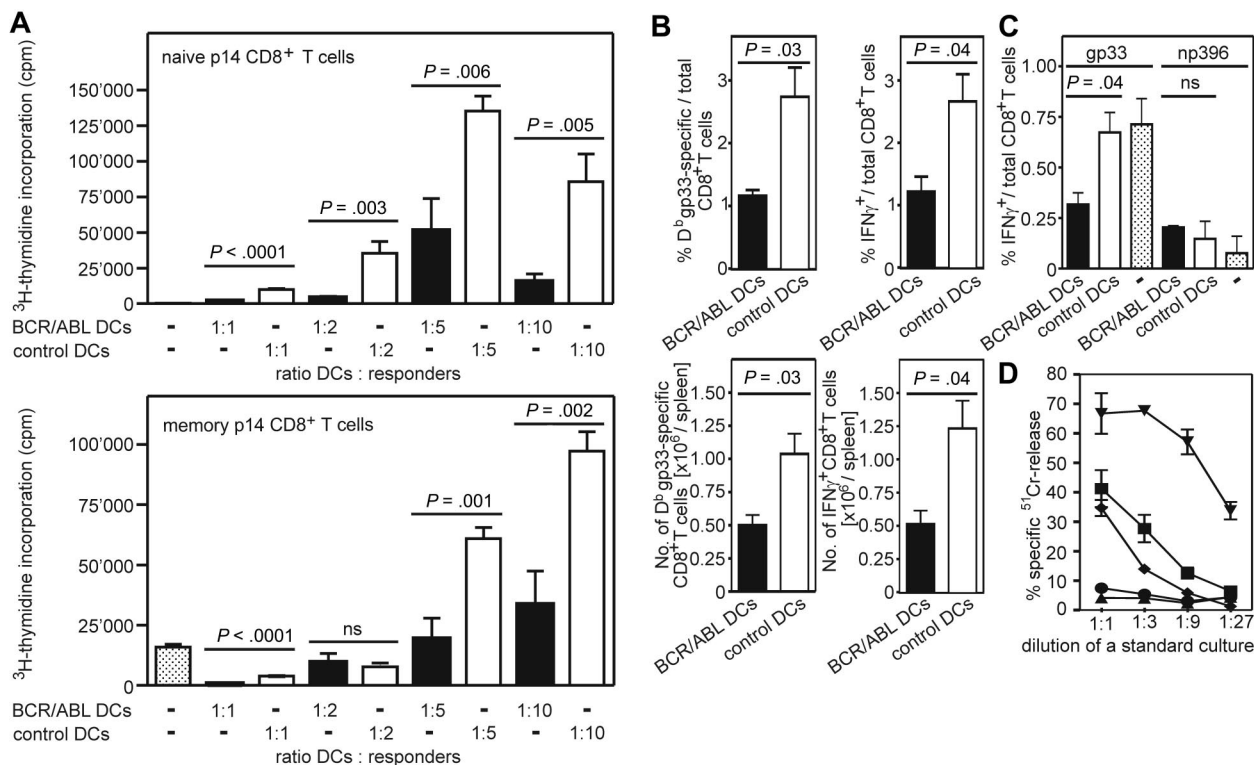 A
naive p14 CD8+ T cells
3H-thymidine incorporation (cpm)
150’000
125’000
100’000
75’000
50’000
25’000
0
P < .0001
P = .003
P = .006
P = .005
BCR/ABL DCs - 1:1 - 1:2 - 1:5 - 1:10 -
control DCs - - 1:1 - 1:2 - 1:5 - 1:10
ratio DCs : responders
memory p14 CD8+ T cells
3H-thymidine incorporation (cpm)
100’000
75’000
50’000
25’000
0
P < .0001
ns
P = .001
P = .002
BCR/ABL DCs - 1:1 - 1:2 - 1:5 - 1:10 -
control DCs - - 1:1 - 1:2 - 1:5 - 1:10
ratio DCs : responders
B
% Db gp33-specific / total
CD8+T cells
3
2
1
0
P = .03
BCR/ABL DCs
control DCs
% IFNγ+/ total CD8+T cells
3
2
1
0
P = .04
BCR/ABL DCs
control DCs
No. of Db gp33-specific
CD8+T cells [x106/ spleen]
1.50
1.25
1.00
0.75
0.50
0.25
0
P = .03
BCR/ABL DCs
control DCs
No. of IFNγ+CD8+T cells
[x106/ spleen]
1.50
1.25
1.00
0.75
0.50
0.25
0
P = .04
BCR/ABL DCs
control DCs
C
% IFNγ+/ total CD8+T cells
1.00
0.75
0.50
0.25
0
gp33
np396
P = .04
ns
BCR/ABL DCs
control DCs
-
BCR/ABL DCs
control DCs
-
D
% specific 51Cr-release
80
70
60
50
40
30
20
10
0
1:1 1:3 1:9 1:27
dilution of a standard culture